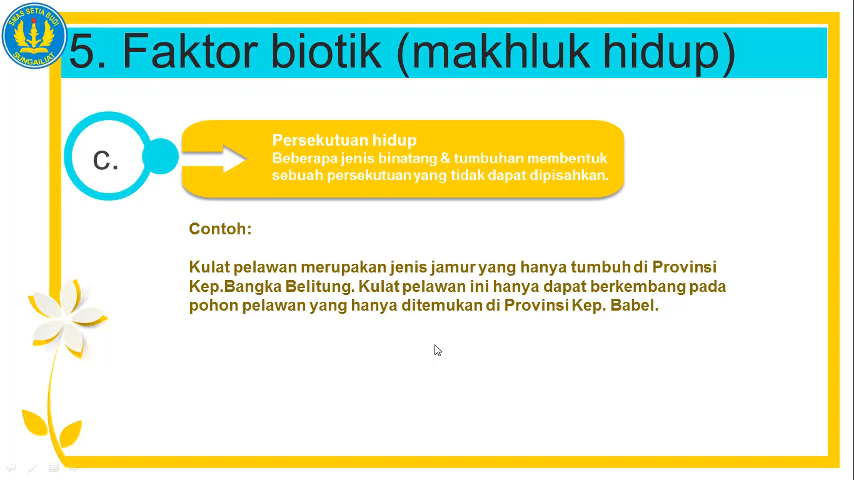 SMAS SETIA BUDI
SUNGAILIAT
5. Faktor biotik (makhluk hidup)
c.
Persekutuan hidup
Beberapa jenis binatang & tumbuhan membentuk
sebuah persekutuan yang tidak dapat dipisahkan.
Contoh:
Kulat pelawan merupakan jenis jamur yang hanya tumbuh di Provinsi
Kep.Bangka Belitung. Kulat pelawan ini hanya dapat berkembang pada
pohon pelawan yang hanya ditemukan di Provinsi Kep. Babel.